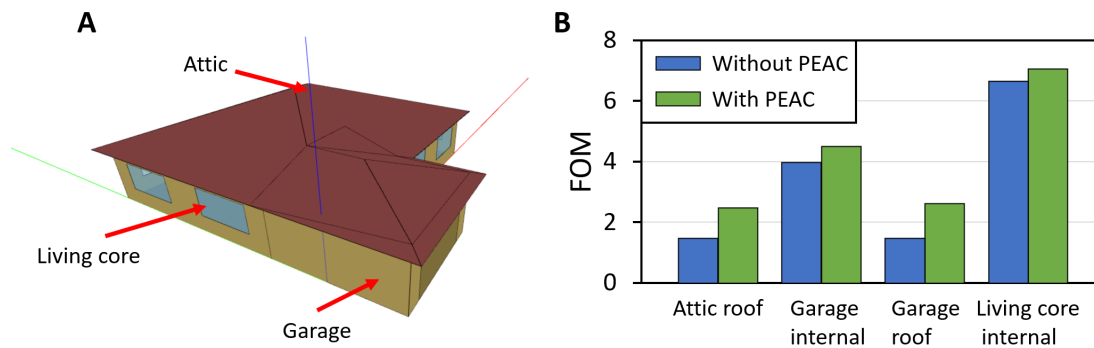 A
Attic
Living core
Garage
B
8
6
4
2
0
FOM
Without PEAC
With PEAC
Attic roof
Garage
internal
Garage
roof
Living core
internal